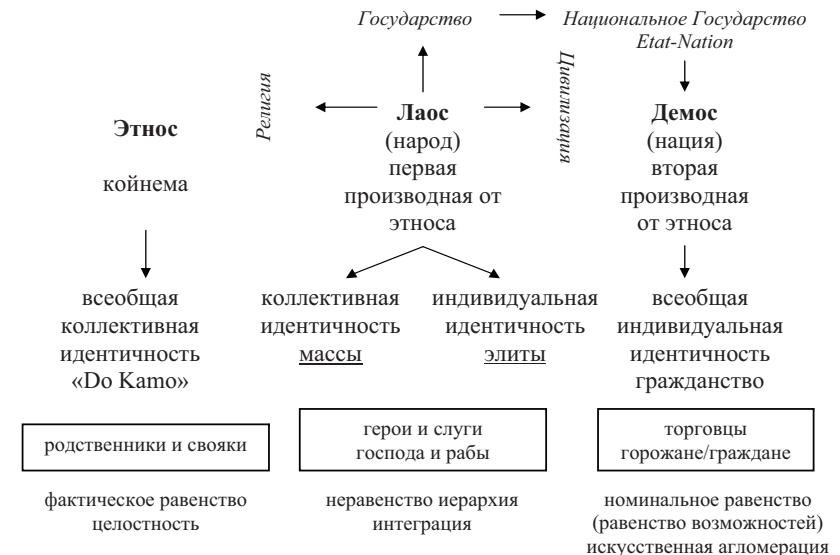 Государство
Национальное Государство
Etat-Nation
Религия
Цивилизация
Этнос
койнема
Лаос
(народ)
первая
производная от
этноса
Демос
(нация)
вторая
производная
от этноса
всеобщая
коллективная
идентичность
«Do Kamo»
коллективная
идентичность
массы
индивидуальная
идентичность
элиты
всеобщая
индивидуальная
идентичность
гражданство
родственники и свояки
герои и слуги
господа и рабы
торговцы
горожане/граждане
фактическое равенство
целостность
неравенство иерархия
интеграция
номинальное равенство
(равенство возможностей)
искусственная агломерация